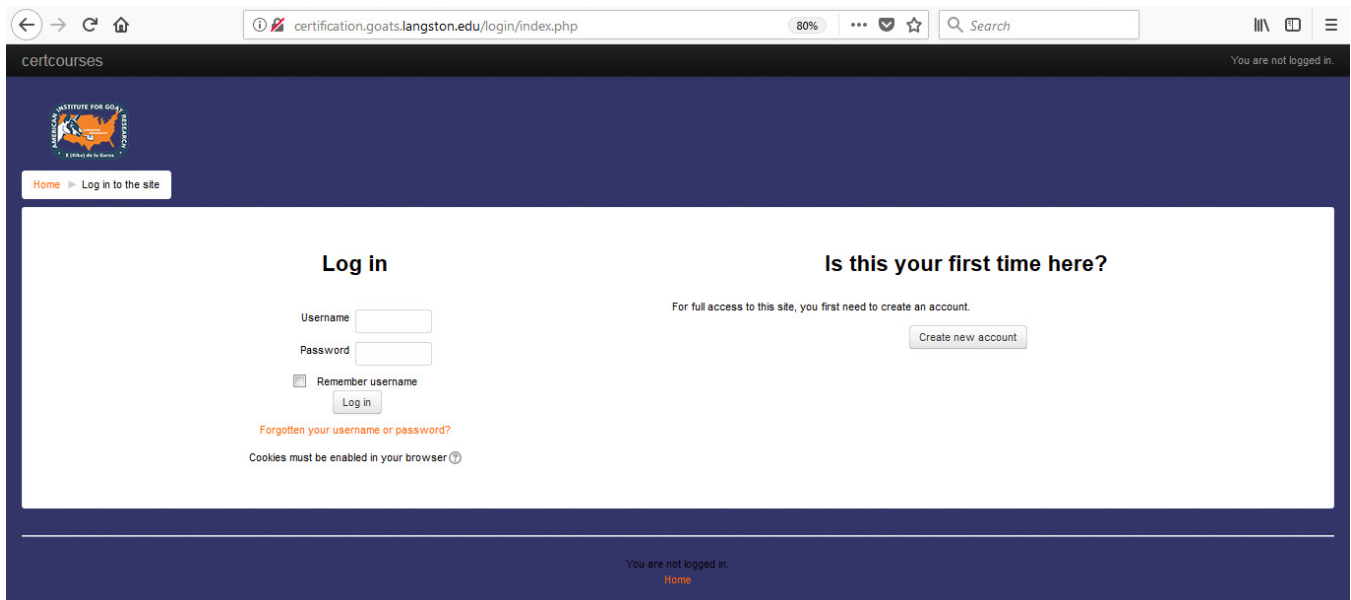 certification.goats.langston.edu/login/index.php
80%
Search
certcourses
You are not logged in.
AMERICAN INSTITUTE FOR GOAT RESEARCH
E (Kika) de la Garza
Home
Log in to the site
Log in
Username
Password
Remember username
Log in
Forgotten your username or password?
Cookies must be enabled in your browser
Is this your first time here?
For full access to this site, you first need to create an account.
Create new account
You are not logged in.
Home